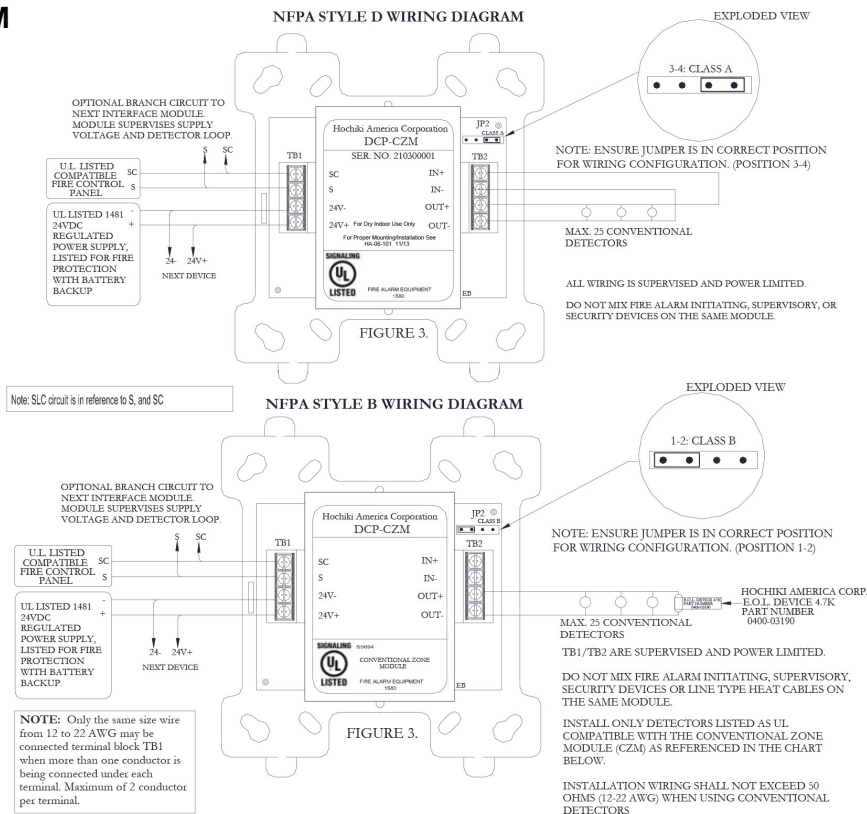 M
NFPA STYLE D WIRING DIAGRAM
EXPLODED VIEW
3-4: CLASS A
OPTIONAL BRANCH CIRCUIT TO
NEXT INTERFACE MODULE.
MODULE SUPERVISES SUPPLY
VOLTAGE AND DETECTOR LOOP.
S SC
U.L. LISTED
COMPATIBLE
FIRE CONTROL
PANEL
SC
S
UL LISTED 1481
24VDC
REGULATED
POWER SUPPLY,
LISTED FOR FIRE
PROTECTION
WITH BATTERY
BACKUP.
-
+
24- 24V+
NEXT DEVICE
TB1
Hochiki America Corporation
DCP-CZM
SER. NO. 210300001
SC IN+
S IN-
24V- OUT+
24V+ For Dry Indoor Use Only OUT-
For Proper Mounting/Installation See
HA-06-101 11/13
SIGNALING
UL
LISTED
FIRE ALARM EQUIPMENT
1S80
EB
JP2
CLASS A
TB2
NOTE: ENSURE JUMPER IS IN CORRECT POSITION
FOR WIRING CONFIGURATION. (POSITION 3-4)
MAX. 25 CONVENTIONAL
DETECTORS
ALL WIRING IS SUPERVISED AND POWER LIMITED.
DO NOT MIX FIRE ALARM INITIATING, SUPERVISORY, OR
SECURITY DEVICES ON THE SAME MODULE.
FIGURE 3.
Note: SLC circuit is in reference to S, and SC
NFPA STYLE B WIRING DIAGRAM
EXPLODED VIEW
1-2: CLASS B
OPTIONAL BRANCH CIRCUIT TO
NEXT INTERFACE MODULE.
MODULE SUPERVISES SUPPLY
VOLTAGE AND DETECTOR LOOP.
S SC
U.L. LISTED
COMPATIBLE
FIRE CONTROL
PANEL
SC
S
UL LISTED 1481
24VDC
REGULATED
POWER SUPPLY,
LISTED FOR FIRE
PROTECTION
WITH BATTERY
BACKUP.
-
+
24- 24V+
NEXT DEVICE
TB1
Hochiki America Corporation
DCP-CZM
SC IN+
S IN-
24V- OUT+
24V+ OUT-
SIGNALING S5694
UL
LISTED
CONVENTIONAL ZONE
MODULE
FIRE ALARM EQUIPMENT
1S80
EB
JP2
CLASS B
TB2
NOTE: ENSURE JUMPER IS IN CORRECT POSITION
FOR WIRING CONFIGURATION. (POSITION 1-2)
E.O.L. DEVICE 4.7K
PART NUMBER
0400-03190
HOCHIKI AMERICA CORP.
E.O.L. DEVICE 4.7K
PART NUMBER
0400-03190
MAX. 25 CONVENTIONAL
DETECTORS
TB1/TB2 ARE SUPERVISED AND POWER LIMITED.
DO NOT MIX FIRE ALARM INITIATING, SUPERVISORY,
SECURITY DEVICES OR LINE TYPE HEAT CABLES ON
THE SAME MODULE.
INSTALL ONLY DETECTORS LISTED AS UL
COMPATIBLE WITH THE CONVENTIONAL ZONE
MODULE (CZM) AS REFERENCED IN THE CHART
BELOW.
INSTALLATION WIRING SHALL NOT EXCEED 50
OHMS (12-22 AWG) WHEN USING CONVENTIONAL
DETECTORS
NOTE: Only the same size wire
from 12 to 22 AWG may be
connected terminal block TB1
when more than one conductor is
being connected under each
terminal. Maximum of 2 conductor
per terminal.
FIGURE 3.